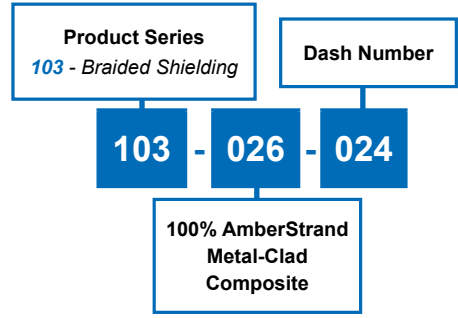 Product Series
103 - Braided Shielding
Dash Number
103 - 026 - 024
100% AmberStrand
Metal-Clad
Composite